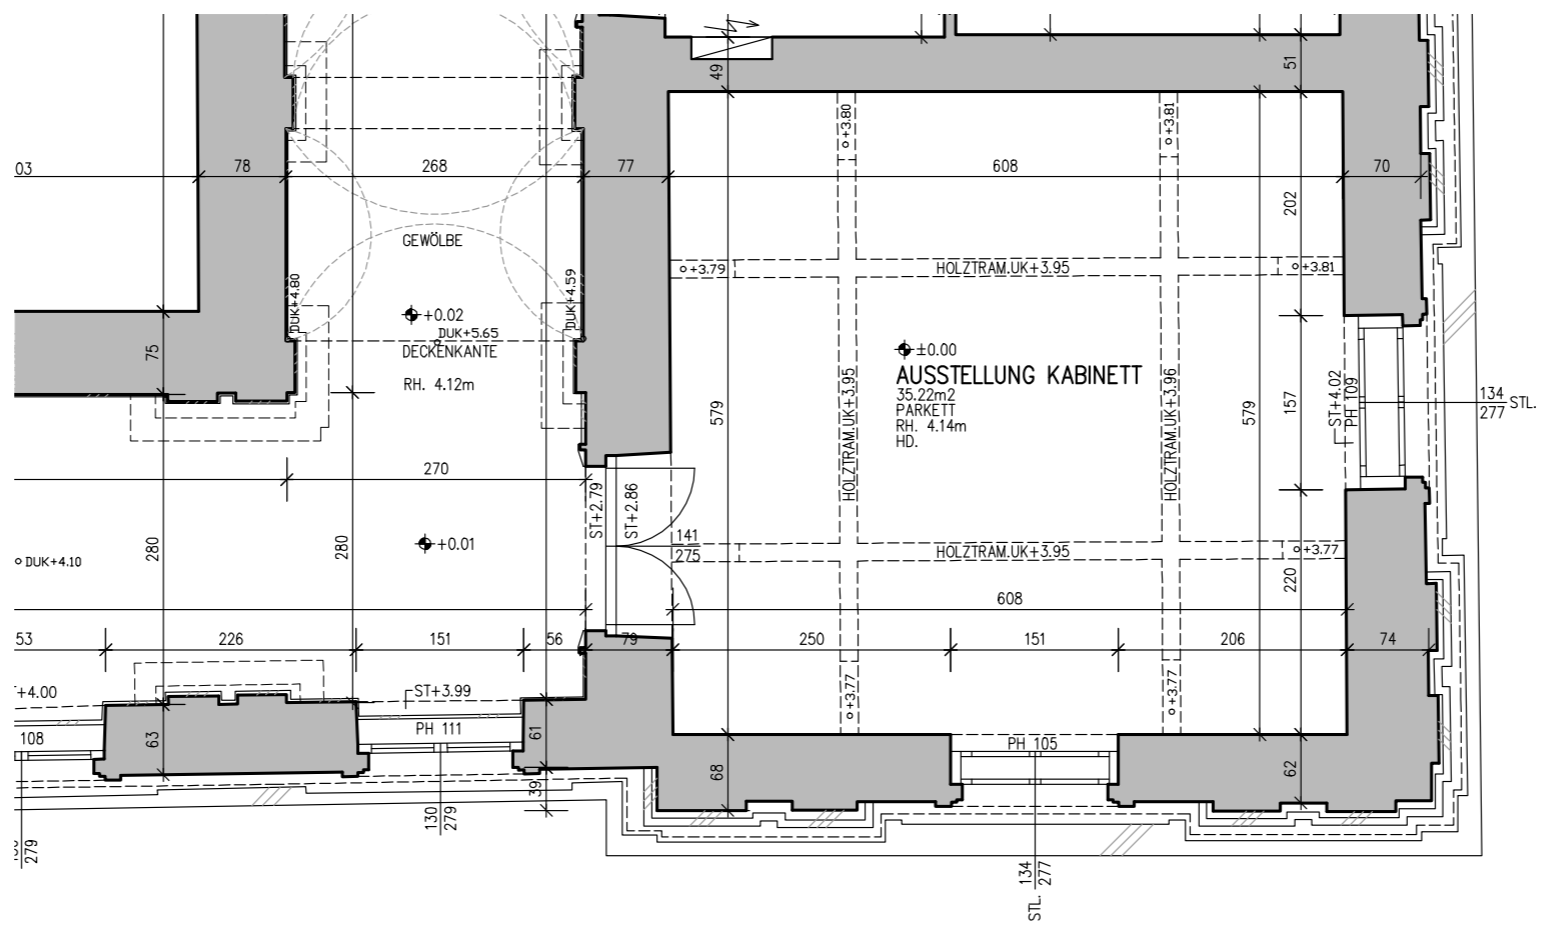 49
51
+3.80
+3.81
03
78
268
77
608
70
202
GEWÖLBE
+3.79
HOLZTRAM.UK+3.95
+3.81
DUK+4.80
DUK+4.59
+0.02
DUK+5.65
DECKENKANTE
RH. 4.12m
75
±0.00
AUSSTELLUNG KABINETT
35.22m2
PARKETT
RH. 4.14m
HD.
579
HOLZTRAM.UK+3.95
HOLZTRAM.UK+3.96
579
157
ST+4.02
PH 109
134
277
STL.
270
ST+2.79
ST+2.86
280
280
+0.01
DUK+4.10
141
275
HOLZTRAM.UK+3.95
+3.77
220
608
53
226
151
56
79
250
151
206
74
+4.00
ST+3.99
+3.77
+3.77
108
PH 111
PH 105
63
61
68
62
39
279
130
279
134
277
STL.